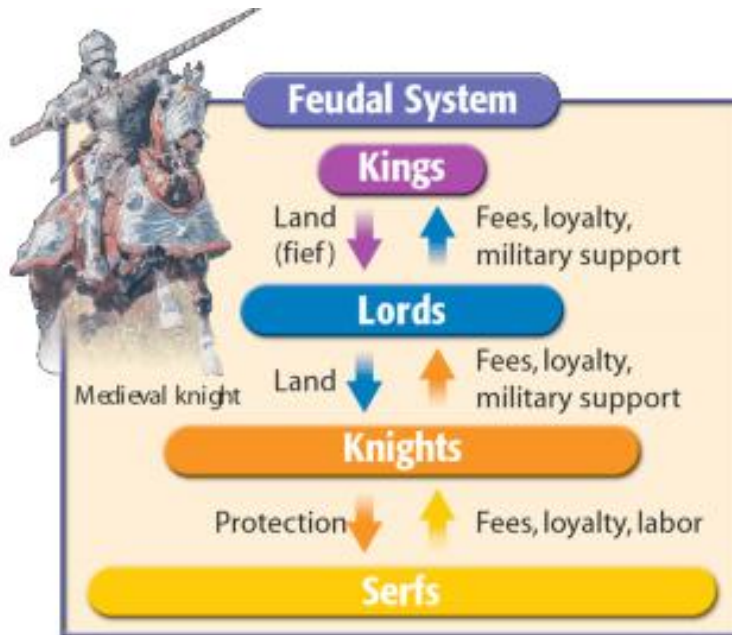 Feudal System
Kings
Land
(fief)
Fees, loyalty,
military support
Lords
Land
Fees, loyalty,
military support
Medieval knight
Knights
Protection
Fees, loyalty, labor
Serfs